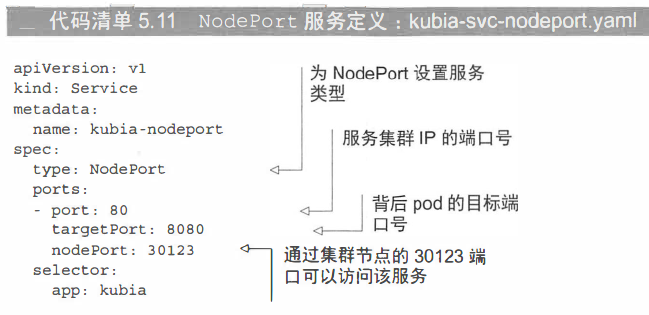 代码清单 5.11 NodePort 服务定义：kubia-svc-nodeport.yaml
apiVersion: v1
kind: Service
metadata:
name: kubia-nodeport
spec:
type: NodePort
ports:
- port: 80
targetPort: 8080
nodePort: 30123
selector:
app: kubia
为 NodePort 设置服务
类型
服务集群 IP 的端口号
背后 pod 的目标端
口号
通过集群节点的 30123 端
口可以访问该服务